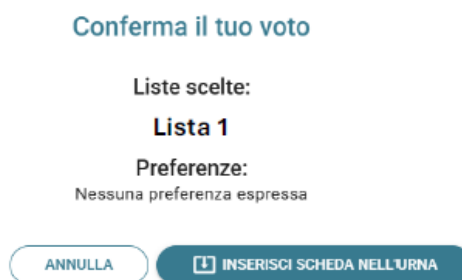 Conferma il tuo voto
Liste scelte:
Lista 1
Preferenze:
Nessuna preferenza espressa
ANNULLA
INSERISCI SCHEDA NELL'URNA